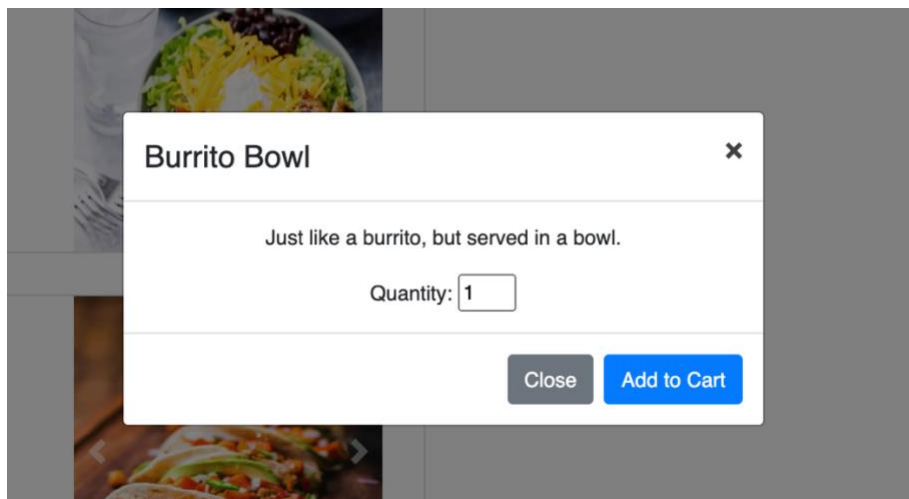 Burrito Bowl ×
Just like a burrito, but served in a bowl.
Quantity: 1
Close Add to Cart